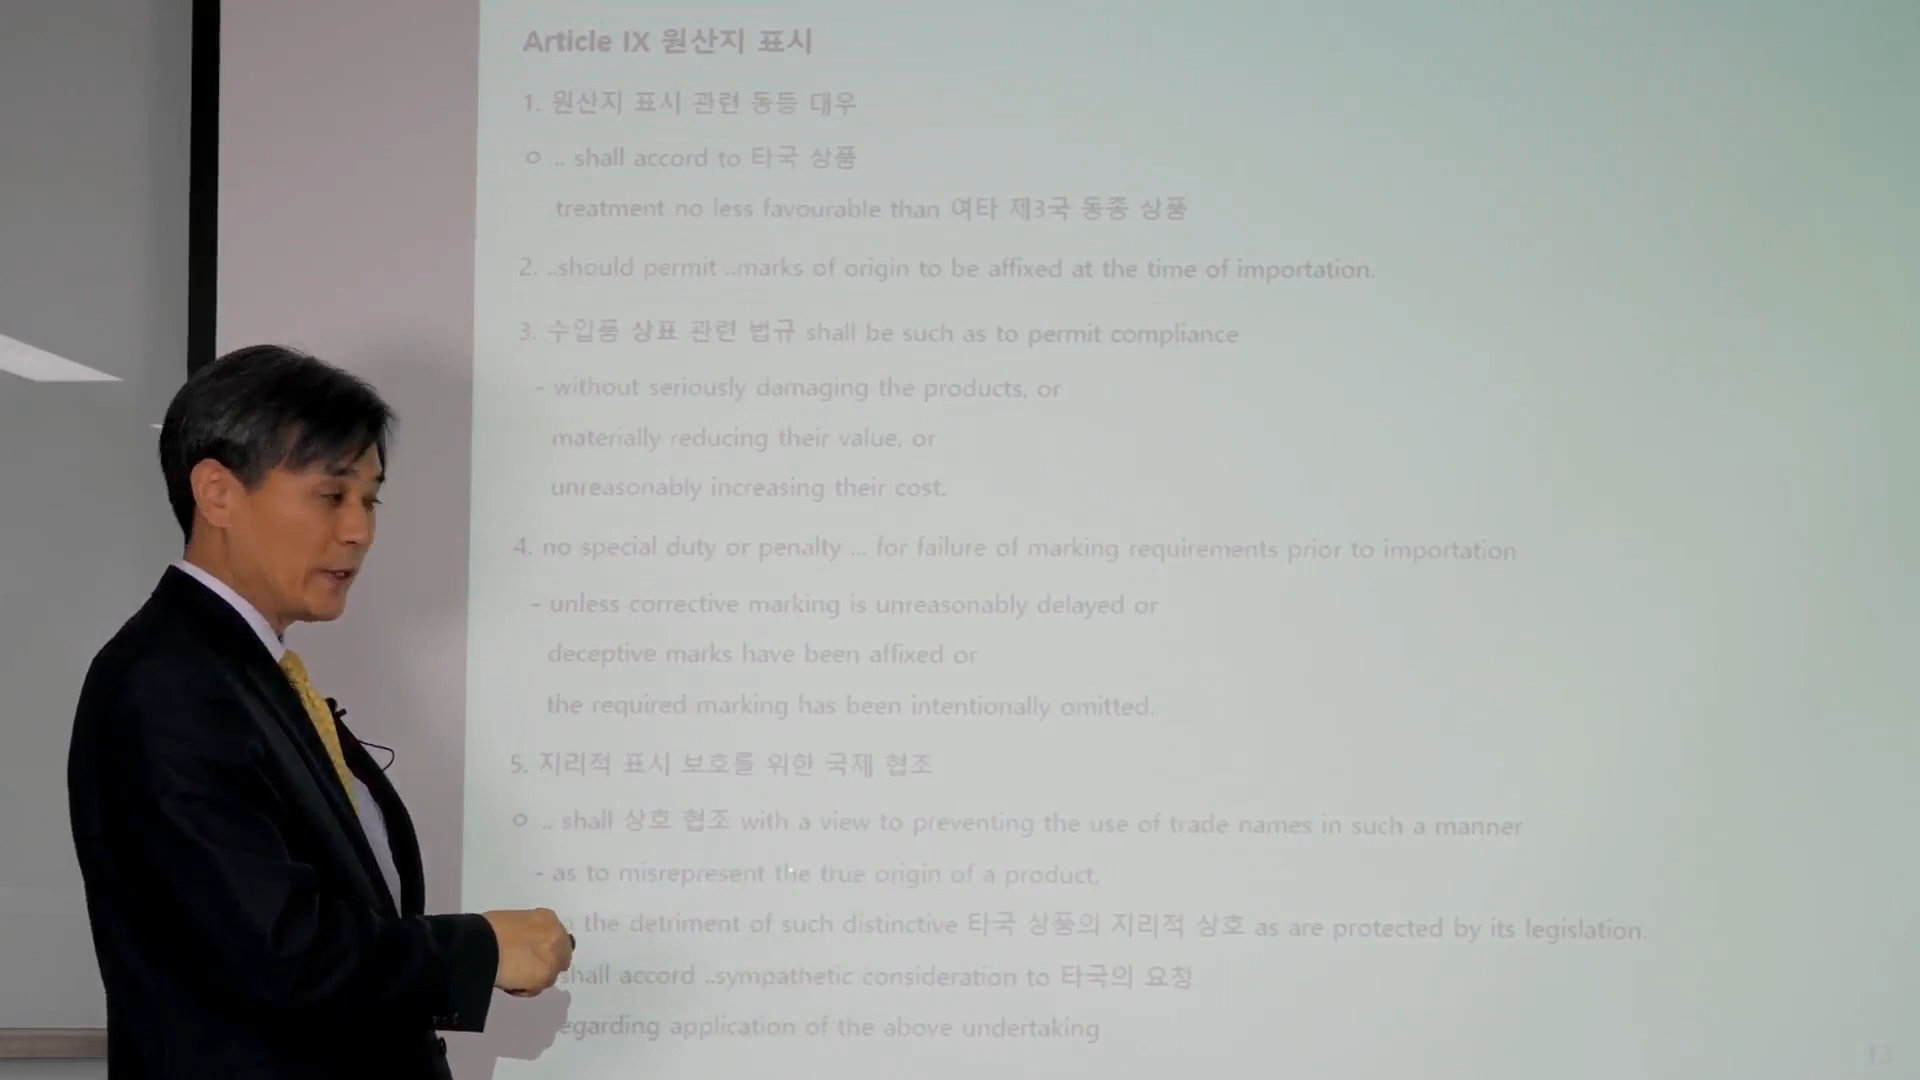 Article IX 원산지 표시
1. 원산지 표시 관련 동등 대우
ㅇ .. shall accord to 타국 상품
treatment no less favourable than 여타 제3국 동종 상품
2. ..should permit ..marks of origin to be affixed at the time of importation.
3. 수입품 상표 관련 법규 shall be such as to permit compliance
- without seriously damaging the products, or
materially reducing their value, or
unreasonably increasing their cost.
4. no special duty or penalty ... for failure of marking requirements prior to importation
- unless corrective marking is unreasonably delayed or
deceptive marks have been affixed or
the required marking has been intentionally omitted.
5. 지리적 표시 보호를 위한 국제 협조
ㅇ .. shall 상호 협조 with a view to preventing the use of trade names in such a manner
- as to misrepresent the true origin of a product,
the detriment of such distinctive 타국 상품의 지리적 상호 as are protected by its legislation.
shall accord ..sympathetic consideration to 타국의 요청
egarding application of the above undertaking
13